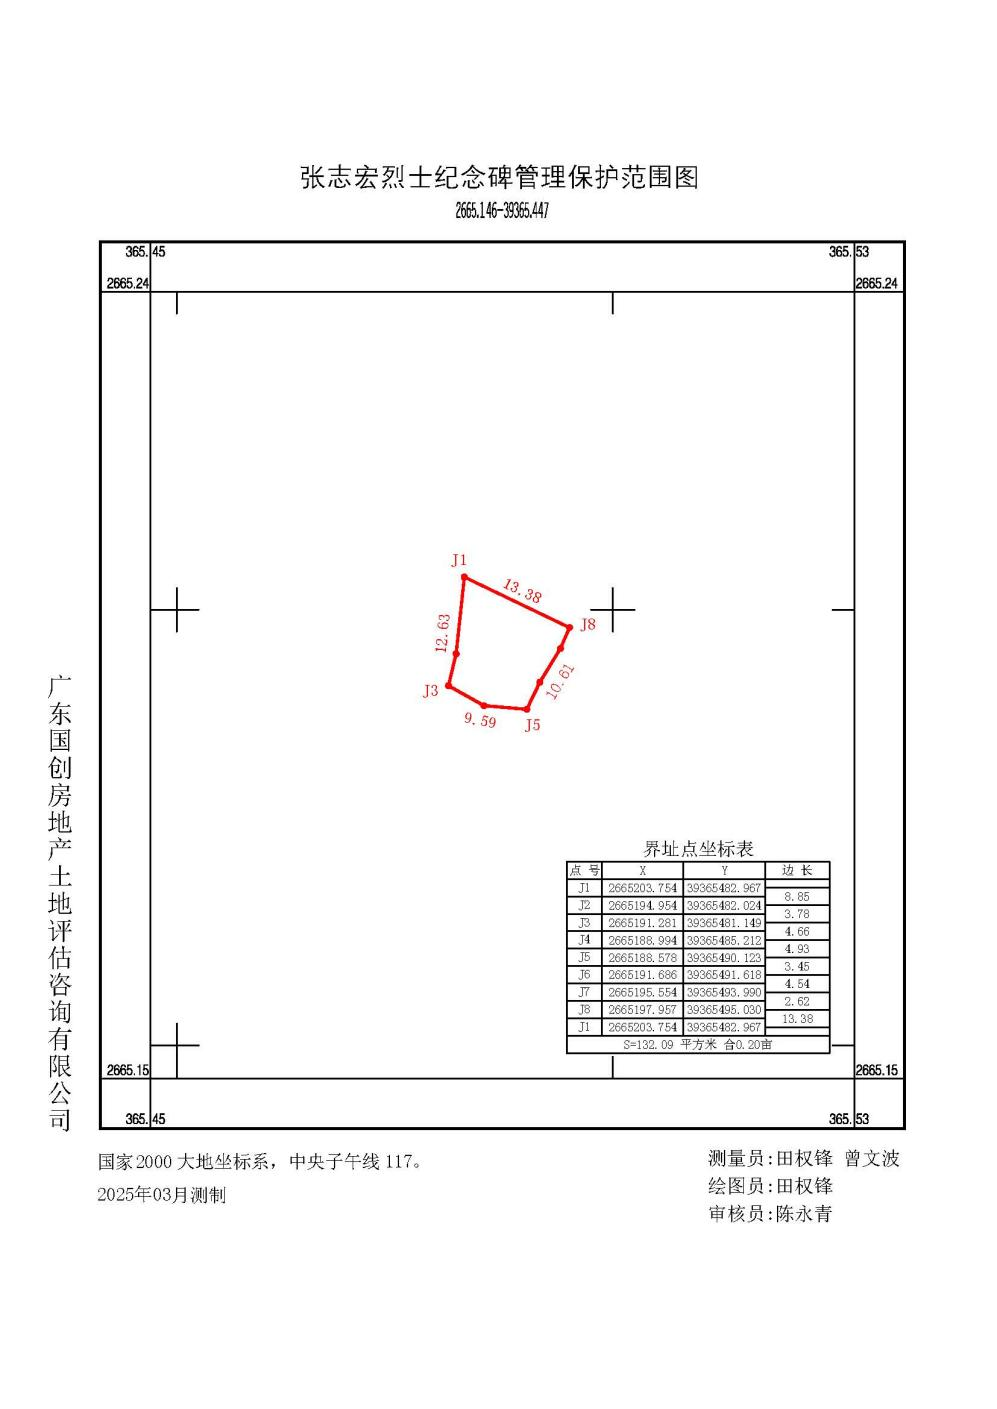 张志宏烈士纪念碑管理保护范围图
2665.146-39365.447
365.45 365.53
2665.24 2665.24
J1
13.38
J8
12.63
10.61
J3
9.59
J5
广东国创房地产土地评估咨询有限公司
界址点坐标表
点号 X Y 边长
J1 2665203.754 39365482.967
8.85
J2 2665194.954 39365482.024
3.78
J3 2665191.281 39365481.149
4.66
J4 2665188.994 39365485.212
4.93
J5 2665188.578 39365490.123
3.45
J6 2665191.686 39365491.618
4.54
J7 2665195.554 39365493.990
2.62
J8 2665197.957 39365495.030
13.38
J1 2665203.754 39365482.967
S=132.09 平方米 合0.20亩
2665.15 2665.15
365.45 365.53
国家2000大地坐标系，中央子午线117。
2025年03月测制
测量员:田权锋 曾文波
绘图员:田权锋
审核员:陈永青